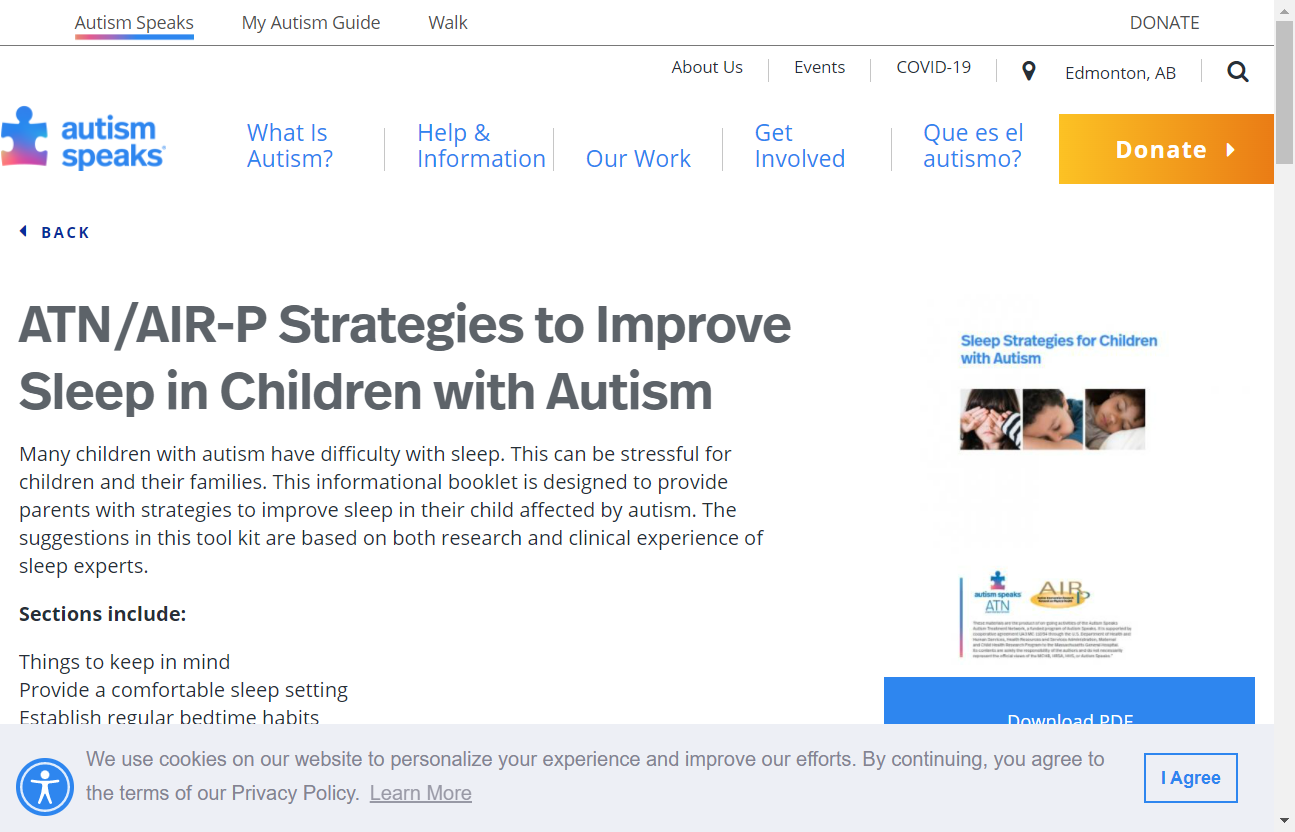 Autism Speaks
My Autism Guide
Walk
DONATE
About Us
Events
COVID-19
Edmonton, AB
autism
speaks
What Is
Autism?
Help &
Information
Our Work
Get
Involved
Que es el
autismo?
Donate
BACK
ATN/AIR-P Strategies to Improve
Sleep in Children with Autism
Many children with autism have difficulty with sleep. This can be stressful for
children and their families. This informational booklet is designed to provide
parents with strategies to improve sleep in their child affected by autism. The
suggestions in this tool kit are based on both research and clinical experience of
sleep experts.
Sections include:
Things to keep in mind
Provide a comfortable sleep setting
Establish regular bedtime habits
Sleep Strategies for Children
with Autism
autism speaks
ATN
AIR P
Download PDF
We use cookies on our website to personalize your experience and improve our efforts. By continuing, you agree to
the terms of our Privacy Policy. Learn More
I Agree